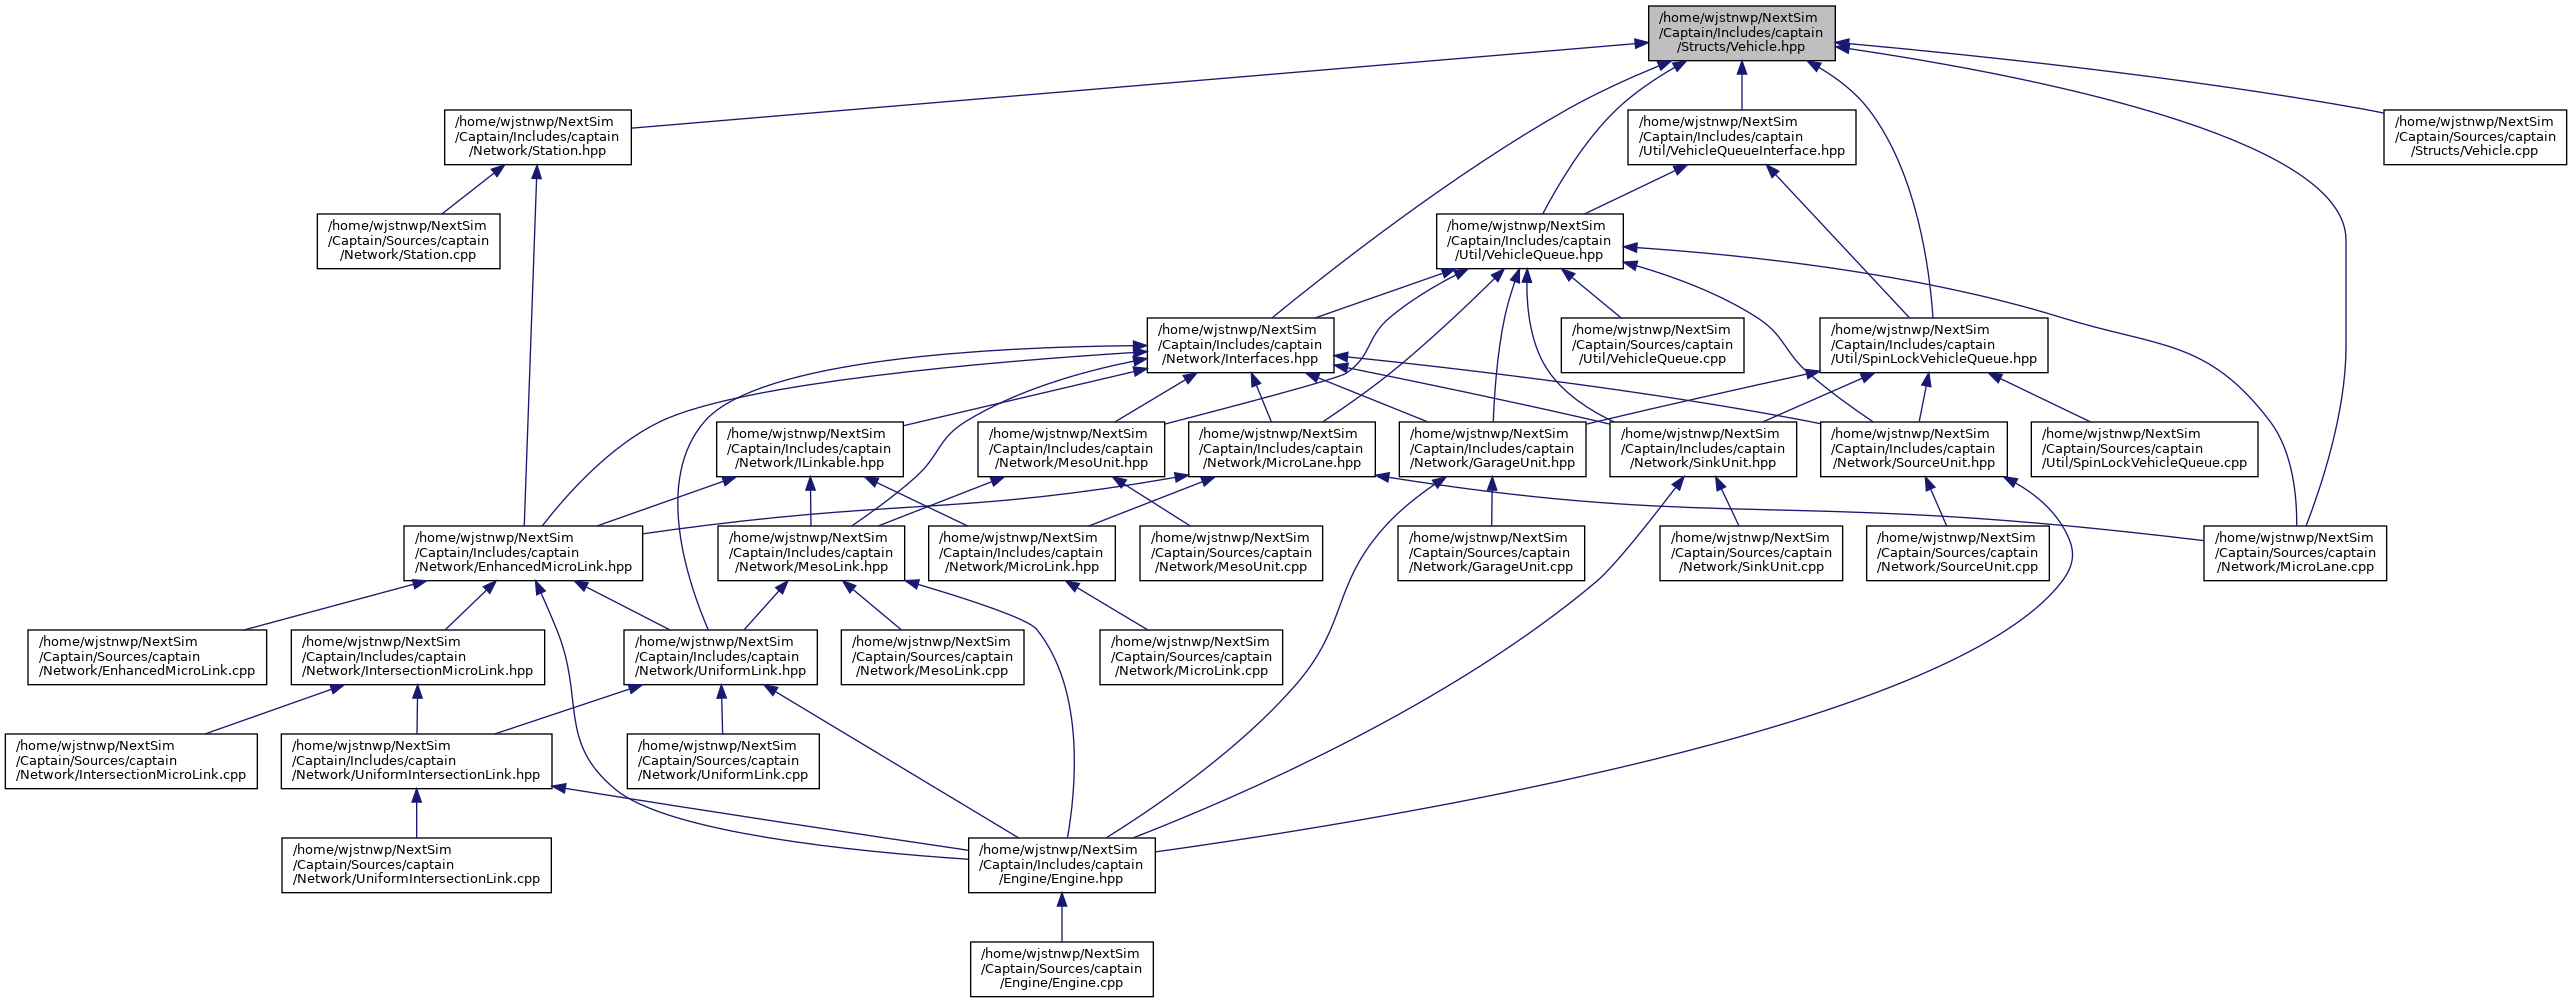 /home/wjstnwp/NextSim
/Captain/Includes/captain
/Structs/Vehicle.hpp
/home/wjstnwp/NextSim
/Captain/Includes/captain
/Network/Station.hpp
/home/wjstnwp/NextSim
/Captain/Includes/captain
/Util/VehicleQueueInterface.hpp
/home/wjstnwp/NextSim
/Captain/Sources/captain
/Structs/Vehicle.cpp
/home/wjstnwp/NextSim
/Captain/Sources/captain
/Network/Station.cpp
/home/wjstnwp/NextSim
/Captain/Includes/captain
/Util/VehicleQueue.hpp
/home/wjstnwp/NextSim
/Captain/Includes/captain
/Network/Interfaces.hpp
/home/wjstnwp/NextSim
/Captain/Sources/captain
/Util/VehicleQueue.cpp
/home/wjstnwp/NextSim
/Captain/Includes/captain
/Util/SpinLockVehicleQueue.hpp
/home/wjstnwp/NextSim
/Captain/Includes/captain
/Network/ILinkable.hpp
/home/wjstnwp/NextSim
/Captain/Includes/captain
/Network/MesoUnit.hpp
/home/wjstnwp/NextSim
/Captain/Includes/captain
/Network/MicroLane.hpp
/home/wjstnwp/NextSim
/Captain/Includes/captain
/Network/GarageUnit.hpp
/home/wjstnwp/NextSim
/Captain/Includes/captain
/Network/SinkUnit.hpp
/home/wjstnwp/NextSim
/Captain/Includes/captain
/Network/SourceUnit.hpp
/home/wjstnwp/NextSim
/Captain/Sources/captain
/Util/SpinLockVehicleQueue.cpp
/home/wjstnwp/NextSim
/Captain/Includes/captain
/Network/EnhancedMicroLink.hpp
/home/wjstnwp/NextSim
/Captain/Includes/captain
/Network/MesoLink.hpp
/home/wjstnwp/NextSim
/Captain/Includes/captain
/Network/MicroLink.hpp
/home/wjstnwp/NextSim
/Captain/Sources/captain
/Network/MesoUnit.cpp
/home/wjstnwp/NextSim
/Captain/Sources/captain
/Network/GarageUnit.cpp
/home/wjstnwp/NextSim
/Captain/Sources/captain
/Network/SinkUnit.cpp
/home/wjstnwp/NextSim
/Captain/Sources/captain
/Network/SourceUnit.cpp
/home/wjstnwp/NextSim
/Captain/Sources/captain
/Network/MicroLane.cpp
/home/wjstnwp/NextSim
/Captain/Sources/captain
/Network/EnhancedMicroLink.cpp
/home/wjstnwp/NextSim
/Captain/Includes/captain
/Network/IntersectionMicroLink.hpp
/home/wjstnwp/NextSim
/Captain/Includes/captain
/Network/UniformLink.hpp
/home/wjstnwp/NextSim
/Captain/Sources/captain
/Network/MesoLink.cpp
/home/wjstnwp/NextSim
/Captain/Sources/captain
/Network/MicroLink.cpp
/home/wjstnwp/NextSim
/Captain/Sources/captain
/Network/IntersectionMicroLink.cpp
/home/wjstnwp/NextSim
/Captain/Includes/captain
/Network/UniformIntersectionLink.hpp
/home/wjstnwp/NextSim
/Captain/Sources/captain
/Network/UniformLink.cpp
/home/wjstnwp/NextSim
/Captain/Sources/captain
/Network/UniformIntersectionLink.cpp
/home/wjstnwp/NextSim
/Captain/Includes/captain
/Engine/Engine.hpp
/home/wjstnwp/NextSim
/Captain/Sources/captain
/Engine/Engine.cpp